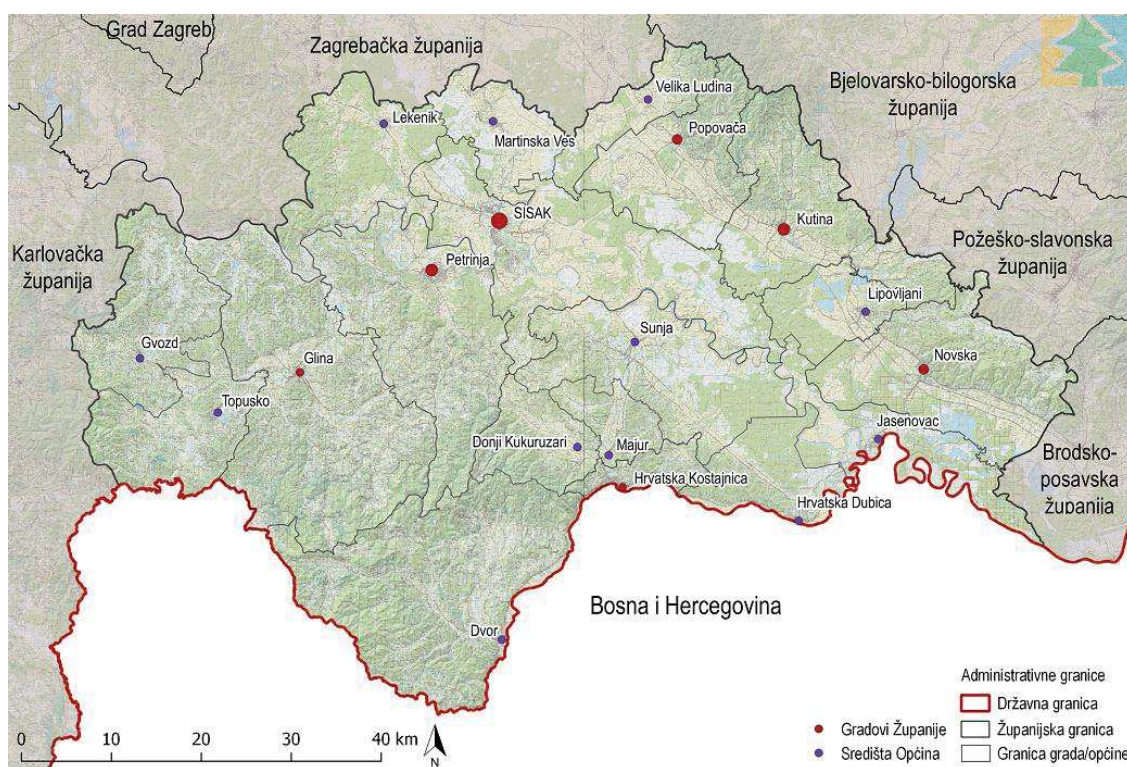 Grad Zagreb
Zagrebačka županija
Bjelovarsko-bilogorska
županija
Velika Ludina
Lekenik
Martinska Ves
Popovača
SISAK
Kutina
Karlovačka
županija
Požeško-slavonska
županija
Petrinja
Lipovljani
Sunja
Gvozd
Glina
Novska
Topusko
Jasenovac
Donji Kukuruzari
Majur
Brodsko-
posavska
županija
Hrvatska Kostajnica
Hrvatska Dubica
Bosna i Hercegovina
Dvor
Administrativne granice
Državna granica
Gradovi Županije
Županijska granica
Središta Općina
Granica grada/općine
0 10 20 30 40 km
N